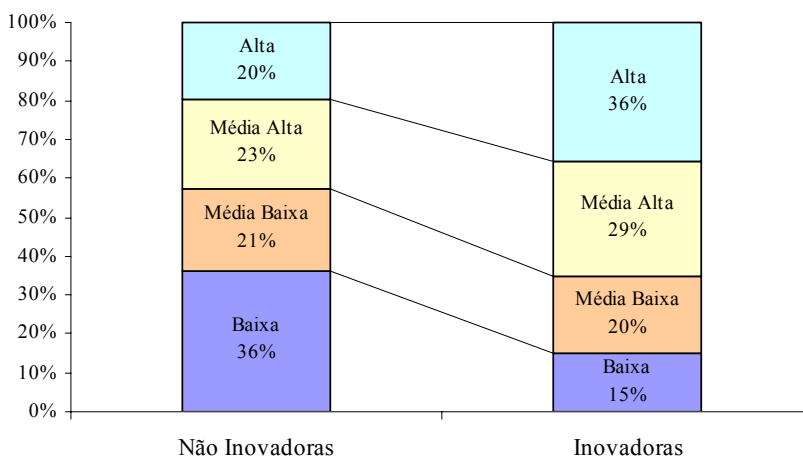 100%
90%
80%
70%
60%
50%
40%
30%
20%
10%
0%
Alta
20%
Média Alta
23%
Média Baixa
21%
Baixa
36%
Alta
36%
Média Alta
29%
Média Baixa
20%
Baixa
15%
Não Inovadoras
Inovadoras